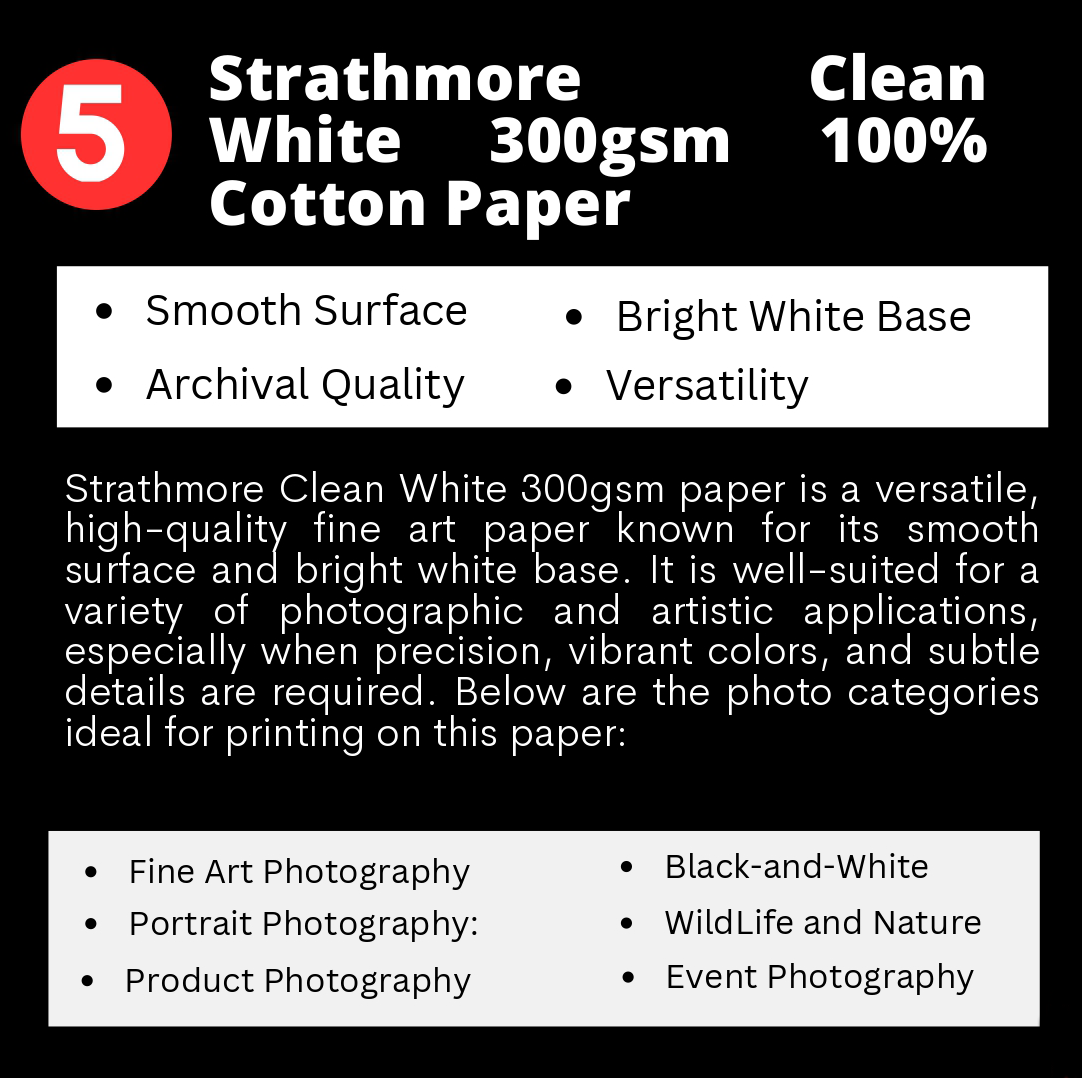 5
Strathmore Clean
White 300gsm 100%
Cotton Paper
• Smooth Surface
• Bright White Base
• Archival Quality
• Versatility
Strathmore Clean White 300gsm paper is a versatile,
high-quality fine art paper known for its smooth
surface and bright white base. It is well-suited for a
variety of photographic and artistic applications,
especially when precision, vibrant colors, and subtle
details are required. Below are the photo categories
ideal for printing on this paper:
• Fine Art Photography
• Portrait Photography:
• Product Photography
• Black-and-White
• WildLife and Nature
• Event Photography